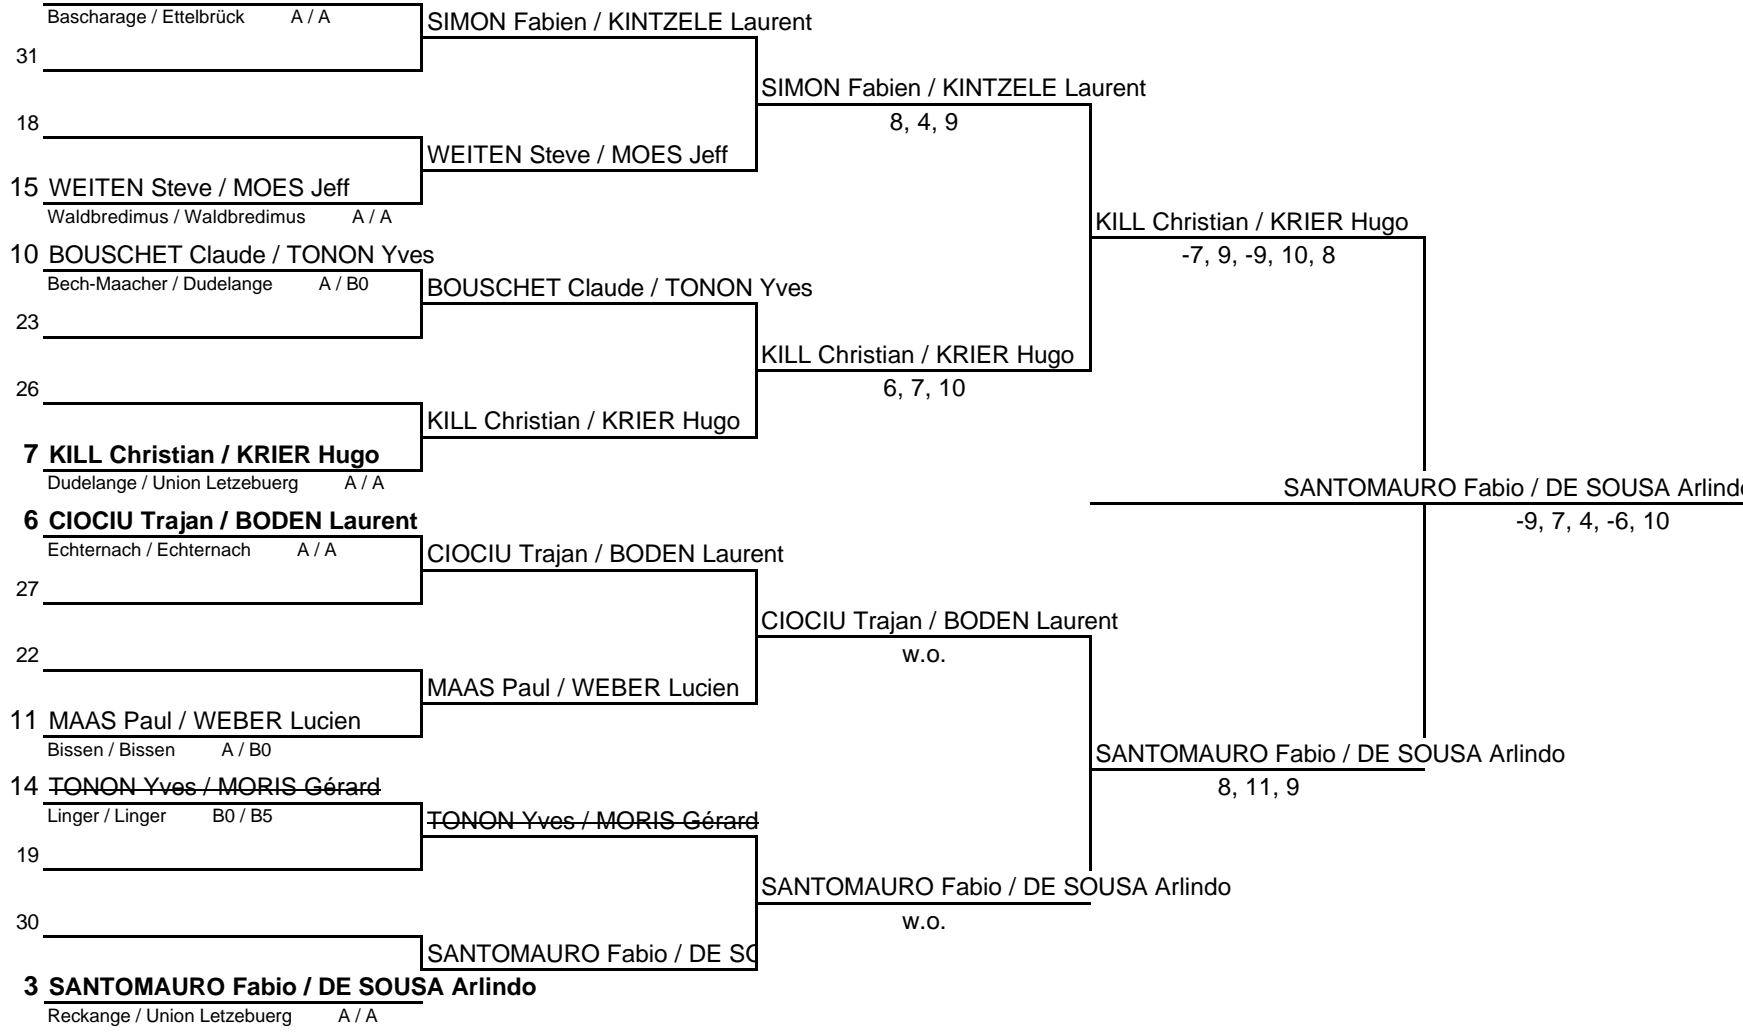 Bascharage / Ettelbrück A / A
SIMON Fabien / KINTZELE Laurent
31
SIMON Fabien / KINTZELE Laurent
8, 4, 9
18
WEITEN Steve / MOES Jeff
15 WEITEN Steve / MOES Jeff
Waldbredimus / Waldbredimus A / A
KILL Christian / KRIER Hugo
-7, 9, -9, 10, 8
10 BOUSCHET Claude / TONON Yves
Bech-Maacher / Dudelange A / B0
BOUSCHET Claude / TONON Yves
23
KILL Christian / KRIER Hugo
6, 7, 10
26
KILL Christian / KRIER Hugo
7 KILL Christian / KRIER Hugo
Dudelange / Union Letzebuerg A / A
SANTOMAURO Fabio / DE SOUSA Arlindo
-9, 7, 4, -6, 10
6 CIOCIU Trajan / BODEN Laurent
Echternach / Echternach A / A
CIOCIU Trajan / BODEN Laurent
27
CIOCIU Trajan / BODEN Laurent
w.o.
22
MAAS Paul / WEBER Lucien
11 MAAS Paul / WEBER Lucien
Bissen / Bissen A / B0
SANTOMAURO Fabio / DE SOUSA Arlindo
8, 11, 9
14 TONON Yves / MORIS Gérard
Linger / Linger B0 / B5
TONON Yves / MORIS Gérard
19
SANTOMAURO Fabio / DE SOUSA Arlindo
w.o.
30
SANTOMAURO Fabio / DE SO
3 SANTOMAURO Fabio / DE SOUSA Arlindo
Reckange / Union Letzebuerg A / A